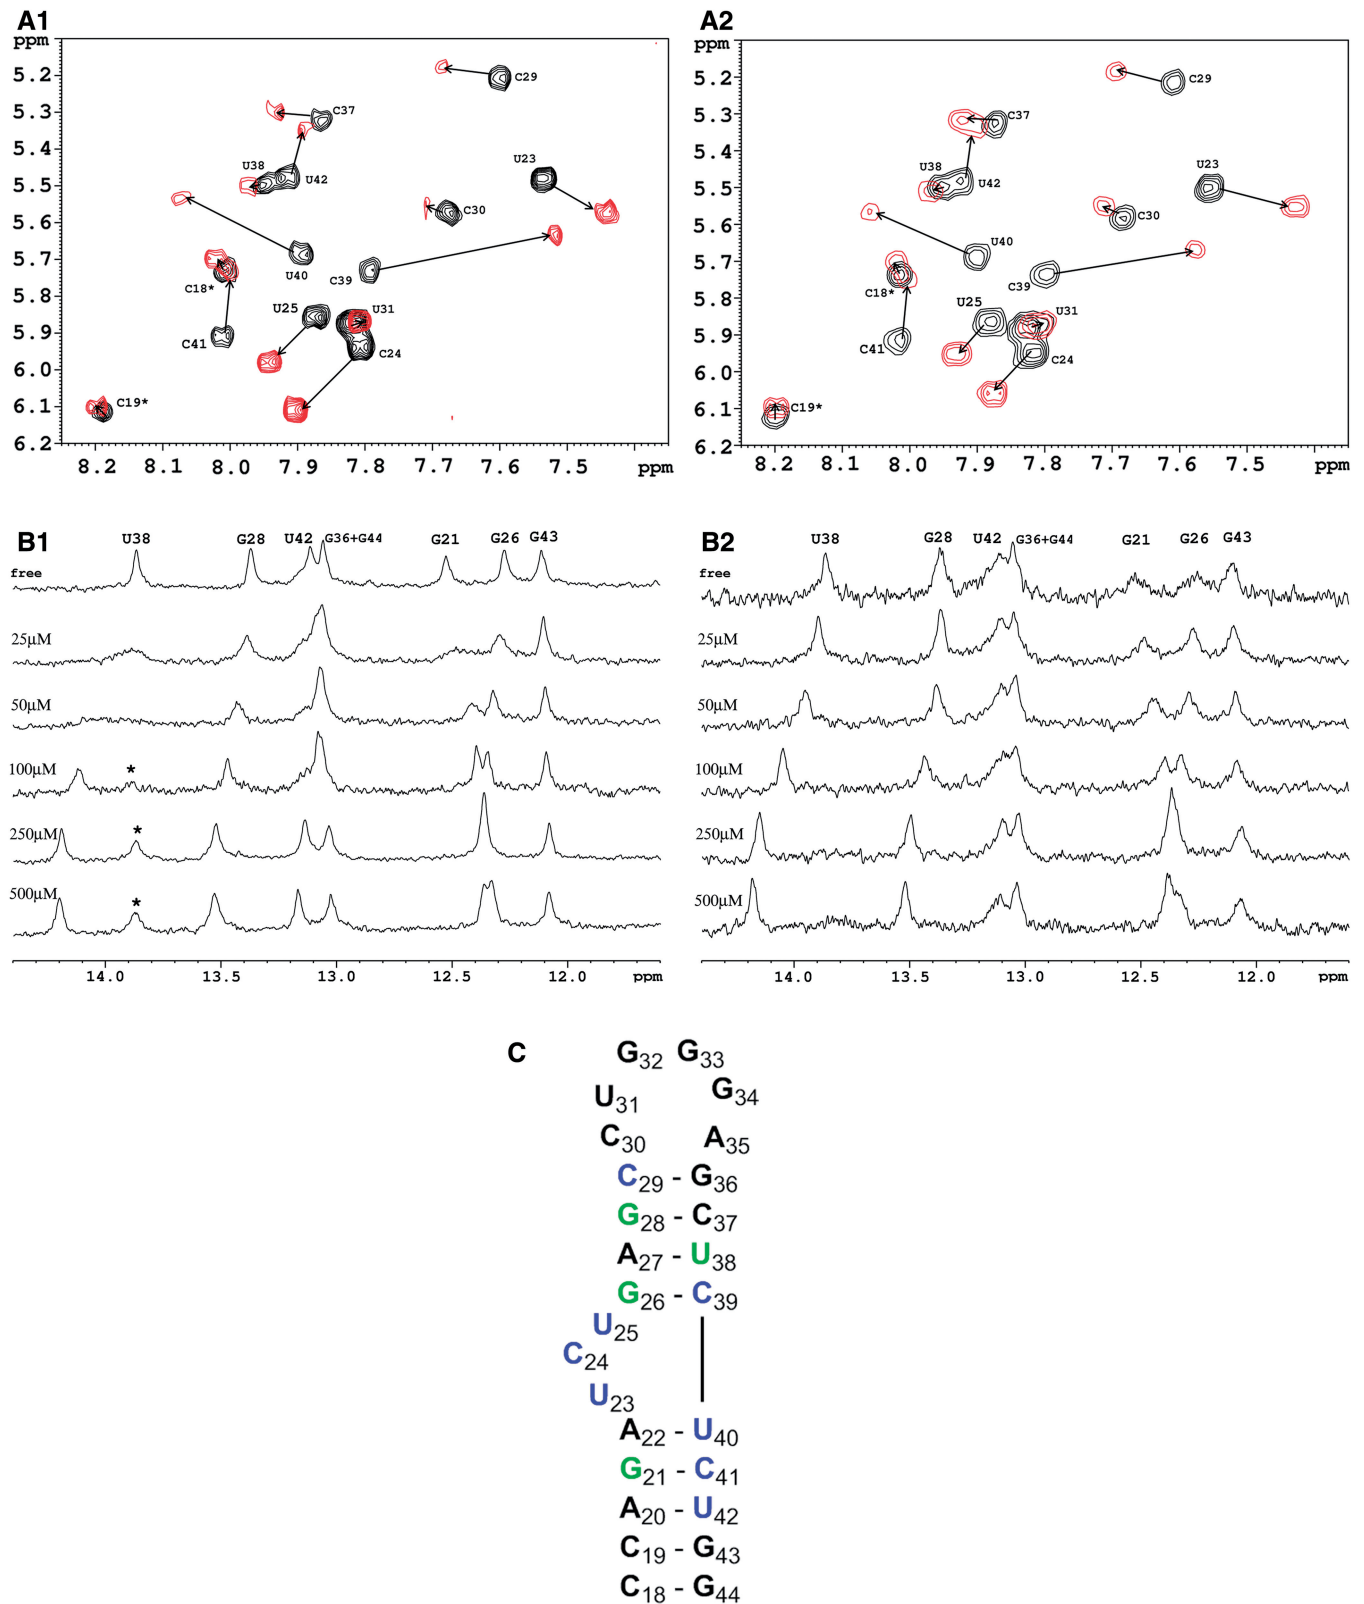 A1
ppm
5.2
5.3
5.4
5.5
5.6
5.7
5.8
5.9
6.0
6.1
6.2
C29
C37
U38
U42
U23
C30
U40
C39
C18*
U25
U31
C41
C24
C19*
8.2 8.1 8.0 7.9 7.8 7.7 7.6 7.5 ppm
A2
ppm
5.2
5.3
5.4
5.5
5.6
5.7
5.8
5.9
6.0
6.1
6.2
C29
C37
U38
U42
U23
C30
U40
C39
C18*
U25
U31
C41
C24
C19*
8.2 8.1 8.0 7.9 7.8 7.7 7.6 7.5 ppm
B1
U38 G28 U42 G36+G44 G21 G26 G43
free
25µM
50µM
100µM *
250µM *
500µM *
14.0 13.5 13.0 12.5 12.0 ppm
B2
U38 G28 U42 G36+G44 G21 G26 G43
free
25µM
50µM
100µM
250µM
500µM
14.0 13.5 13.0 12.5 12.0 ppm
C
G32 G33
U31 G34
C30 A35
C29 - G36
G28 - C37
A27 - U38
G26 - C39
U25
C24
U23
A22 - U40
G21 - C41
A20 - U42
C19 - G43
C18 - G44